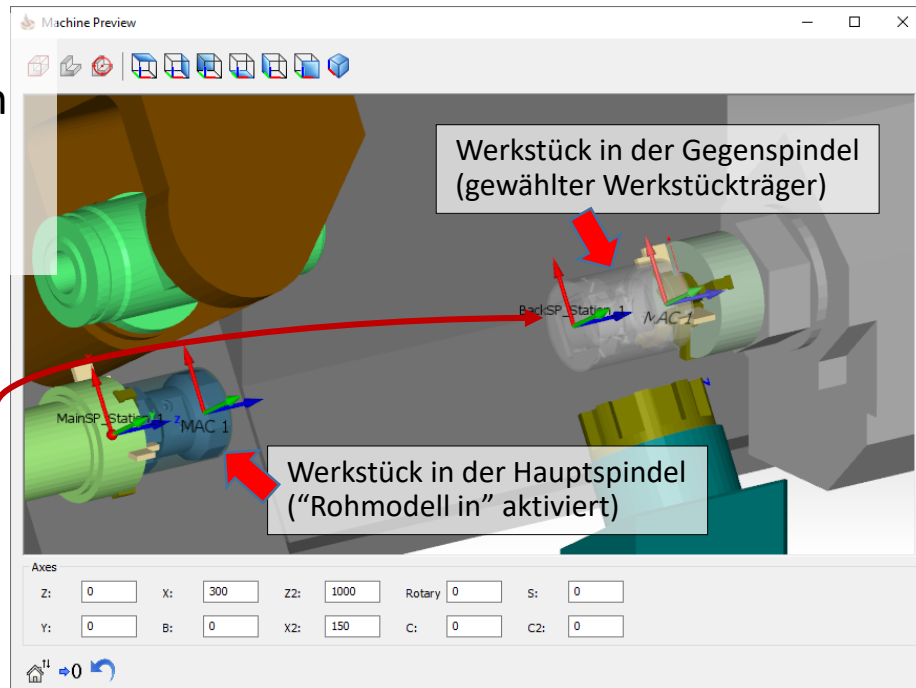 Machine Preview
n
Werkstück in der Gegenspindel
(gewählter Werkstückträger)
BackSP_Station_1
MAC 1
MainSP_Station_1
z
MAC 1
Werkstück in der Hauptspindel
(“Rohmodell in” aktiviert)
Axes
Z: 0 X: 300 Z2: 1000 Rotary 0 S: 0
Y: 0 B: 0 X2: 150 C: 0 C2: 0
0